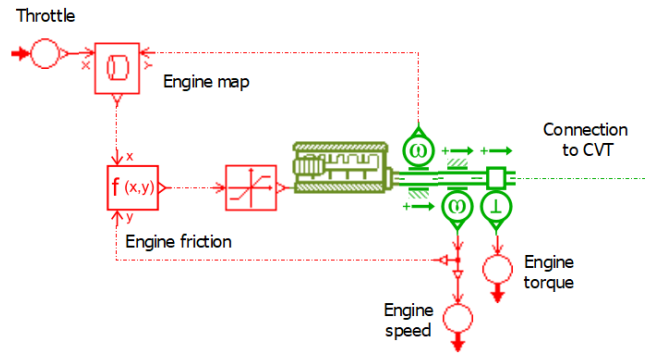 Throttle
X
Y
Engine map
ω
Connection
to CVT
+
+
+
x
f (x,y)
y
+
ω
⊥
Engine friction
Engine
torque
Engine
speed